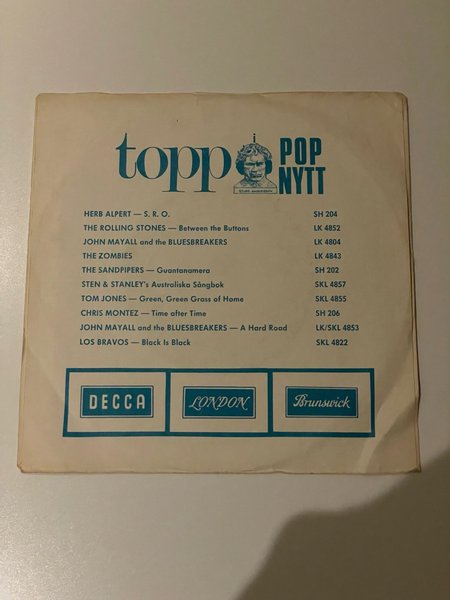 topp i POP
NYTT
HERB ALPERT — S. R. O. SH 204
THE ROLLING STONES — Between the Buttons LK 4852
JOHN MAYALL and the BLUESBREAKERS LK 4804
THE ZOMBIES LK 4843
THE SANDPIPERS — Guantanamera SH 202
STEN & STANLEY's Australiska Sångbok SKL 4857
TOM JONES — Green, Green Grass of Home SKL 4855
CHRIS MONTEZ — Time after Time SH 206
JOHN MAYALL and the BLUESBREAKERS — A Hard Road LK/SKL 4853
LOS BRAVOS — Black Is Black SKL 4822
DECCA LONDON Brunswick